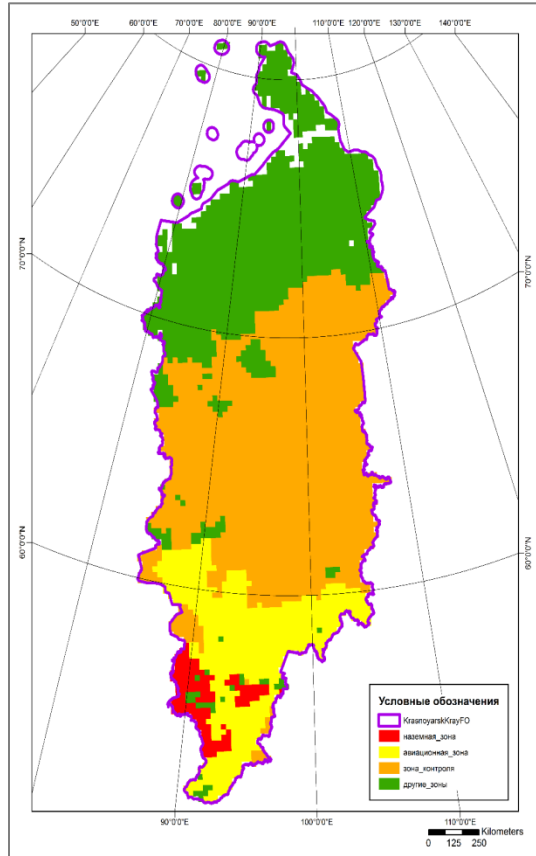 50°0'0"E 60°0'0"E 70°0'0"E 80°0'0"E 90°0'0"E 110°0'0"E 120°0'0"E 130°0'0"E 140°0'0"E
70°0'0"N
70°0'0"N
60°0'0"N
60°0'0"N
Условные обозначения
KrasnoyarskKrayFO
наземная_зона
авиационная_зона
зона_контроля
другие_зоны
90°0'0"E 100°0'0"E 110°0'0"E
Kilometers
0 125 250